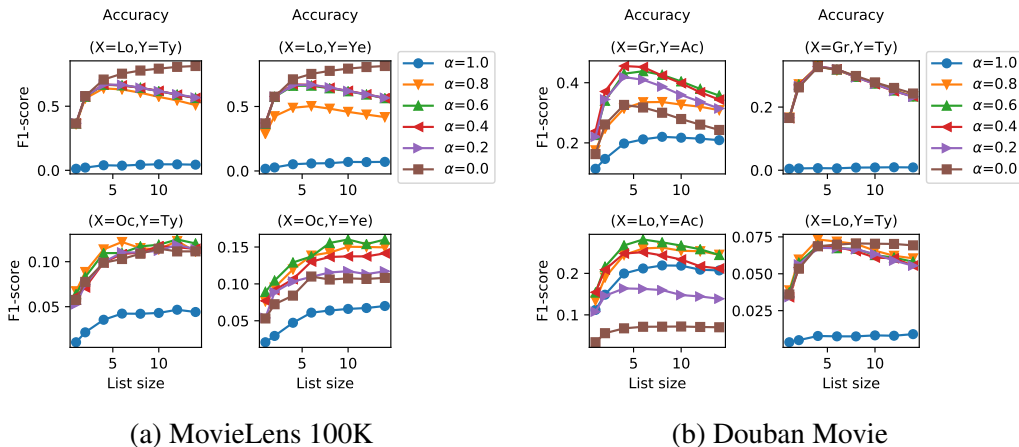 Accuracy
Accuracy
(X=Lo,Y=Ty)
(X=Lo,Y=Ye)
F1-score
0.5
0.0
0.5
0.0
5
10
5
10
α=1.0
α=0.8
α=0.6
α=0.4
α=0.2
α=0.0
(X=Oc,Y=Ty)
(X=Oc,Y=Ye)
F1-score
0.10
0.05
0.15
0.10
0.05
5
10
5
10
List size
List size
(a) MovieLens 100K
Accuracy
Accuracy
(X=Gr,Y=Ac)
(X=Gr,Y=Ty)
F1-score
0.4
0.2
0.2
0.0
5
10
5
10
α=1.0
α=0.8
α=0.6
α=0.4
α=0.2
α=0.0
(X=Lo,Y=Ac)
(X=Lo,Y=Ty)
F1-score
0.2
0.1
0.075
0.050
0.025
5
10
5
10
List size
List size
(b) Douban Movie